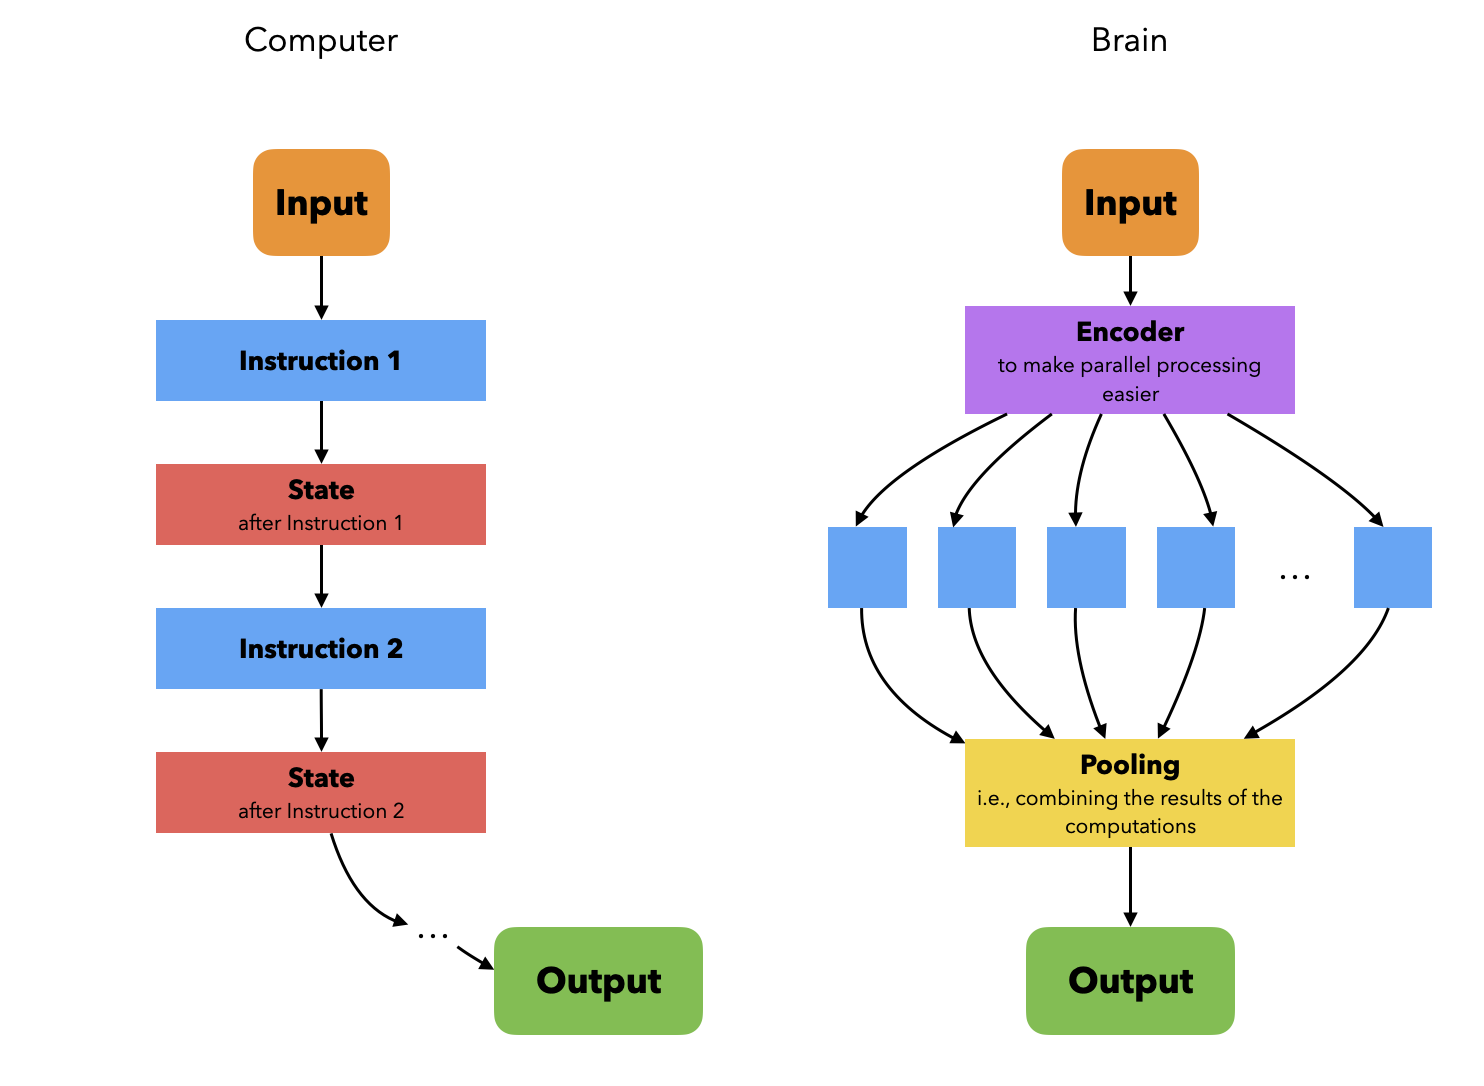 Computer
Input
Instruction 1
State
after Instruction 1
Instruction 2
State
after Instruction 2
...
Output
Brain
Input
Encoder
to make parallel processing
easier
...
Pooling
i.e., combining the results of the
computations
Output